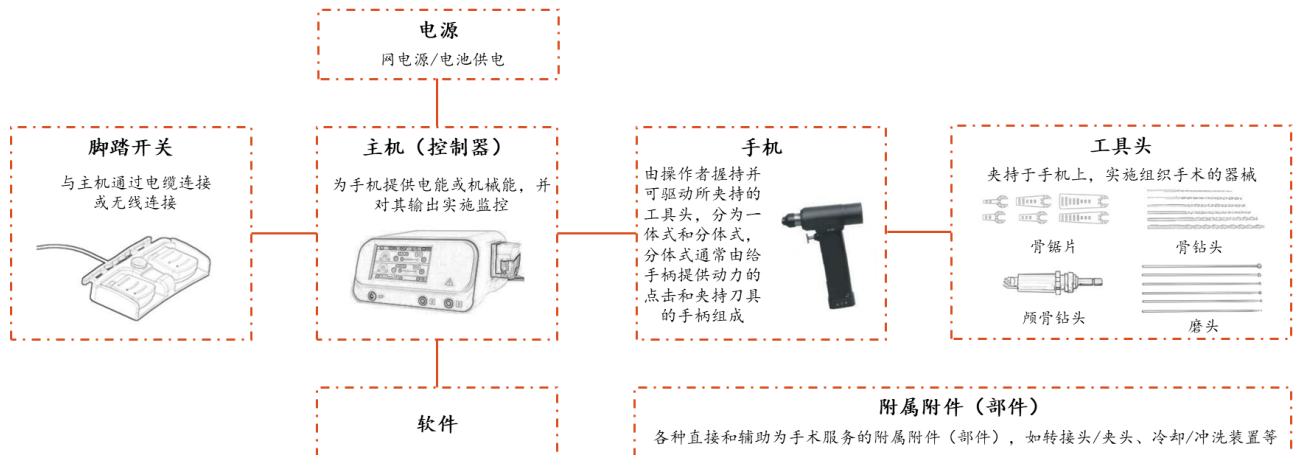 电源
网电源/电池供电
脚踏开关
与主机通过电缆连接
或无线连接
主机（控制器）
为手机提供电能或机械能，并
对其输出实施监控
手机
由操作者握持并
可驱动所夹持的
工具头，分为一
体式和分体式，
分体式通常由给
手柄提供动力的
点击和夹持刀具
的手柄组成
工具头
夹持于手机上，实施组织手术的器械
骨锯片
骨钻头
颅骨钻头
磨头
软件
附属附件（部件）
各种直接和辅助为手术服务的附属附件（部件），如转接头/夹头、冷却/冲洗装置等